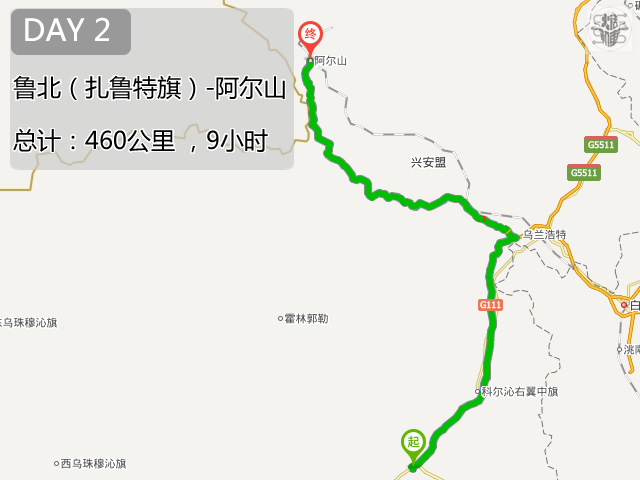 DAY 2
鲁北（扎鲁特旗）-阿尔山
总计：460公里 ，9小时
终
阿尔山
兴安盟
G5511
G5511
乌兰浩特
G111
白
霍林郭勒
东乌珠穆沁旗
洮南
科尔沁右翼中旗
起
西乌珠穆沁旗